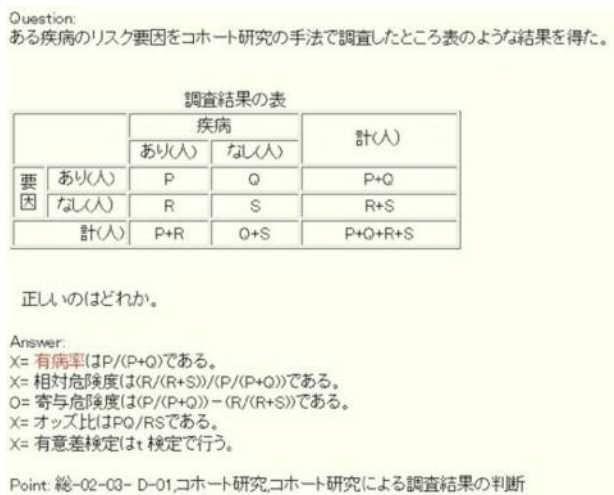 Question:
ある疾病のリスク要因をコホート研究の手法で調査したところ表のような結果を得た。
調査結果の表
疾病
計(人)
あり(人) なし(人)
要因
あり(人) P Q P+Q
なし(人) R S R+S
計(人) P+R Q+S P+Q+R+S
正しいのはどれか。
Answer:
X= 有病率はP/(P+Q)である。
X= 相対危険度は(R/(R+S))/(P/(P+Q))である。
O= 寄与危険度は(P/(P+Q))-(R/(R+S))である。
X= オッズ比はPQ/RSである。
X= 有意差検定はt 検定で行う。
Point: 総-02-03- D-01,コホート研究,コホート研究による調査結果の判断